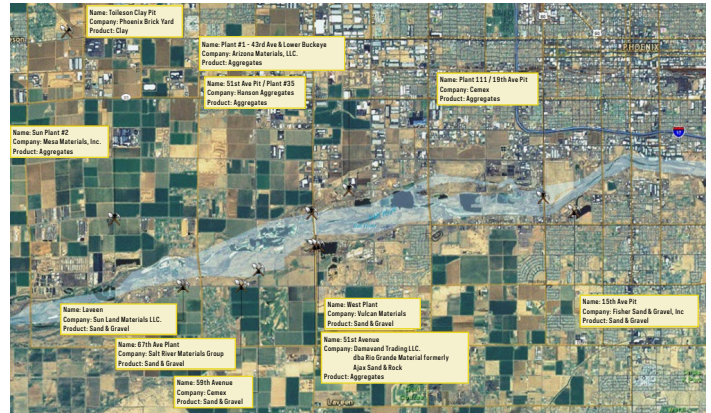 Name: Toileson Clay Pit
Company: Phoenix Brick Yard
Product: Clay
Name: Plant #1 - 43rd Ave & Lower Buckeye
Company: Arizona Materials, LLC.
Product: Aggregates
PHOENIX
Name: 51st Ave Pit / Plant #35
Company: Hanson Aggregates
Product: Aggregates
Name: Plant 111 / 19th Ave Pit
Company: Cemex
Product: Aggregates
Name: Sun Plant #2
Company: Mesa Materials, Inc.
Product: Aggregates
17
Name: Laveen
Company: Sun Land Materials LLC.
Product: Sand & Gravel
Name: West Plant
Company: Vulcan Materials
Product: Sand & Gravel
Name: 15th Ave Pit
Company: Fisher Sand & Gravel, Inc
Product: Sand & Gravel
Name: 67th Ave Plant
Company: Salt River Materials Group
Product: Sand & Gravel
Name: 51st Avenue
Company: Damavand Trading LLC.
dba Rio Grande Material formerly
Ajax Sand & Rock
Product: Aggregates
Name: 59th Avenue
Company: Cemex
Product: Sand & Gravel
Laveen